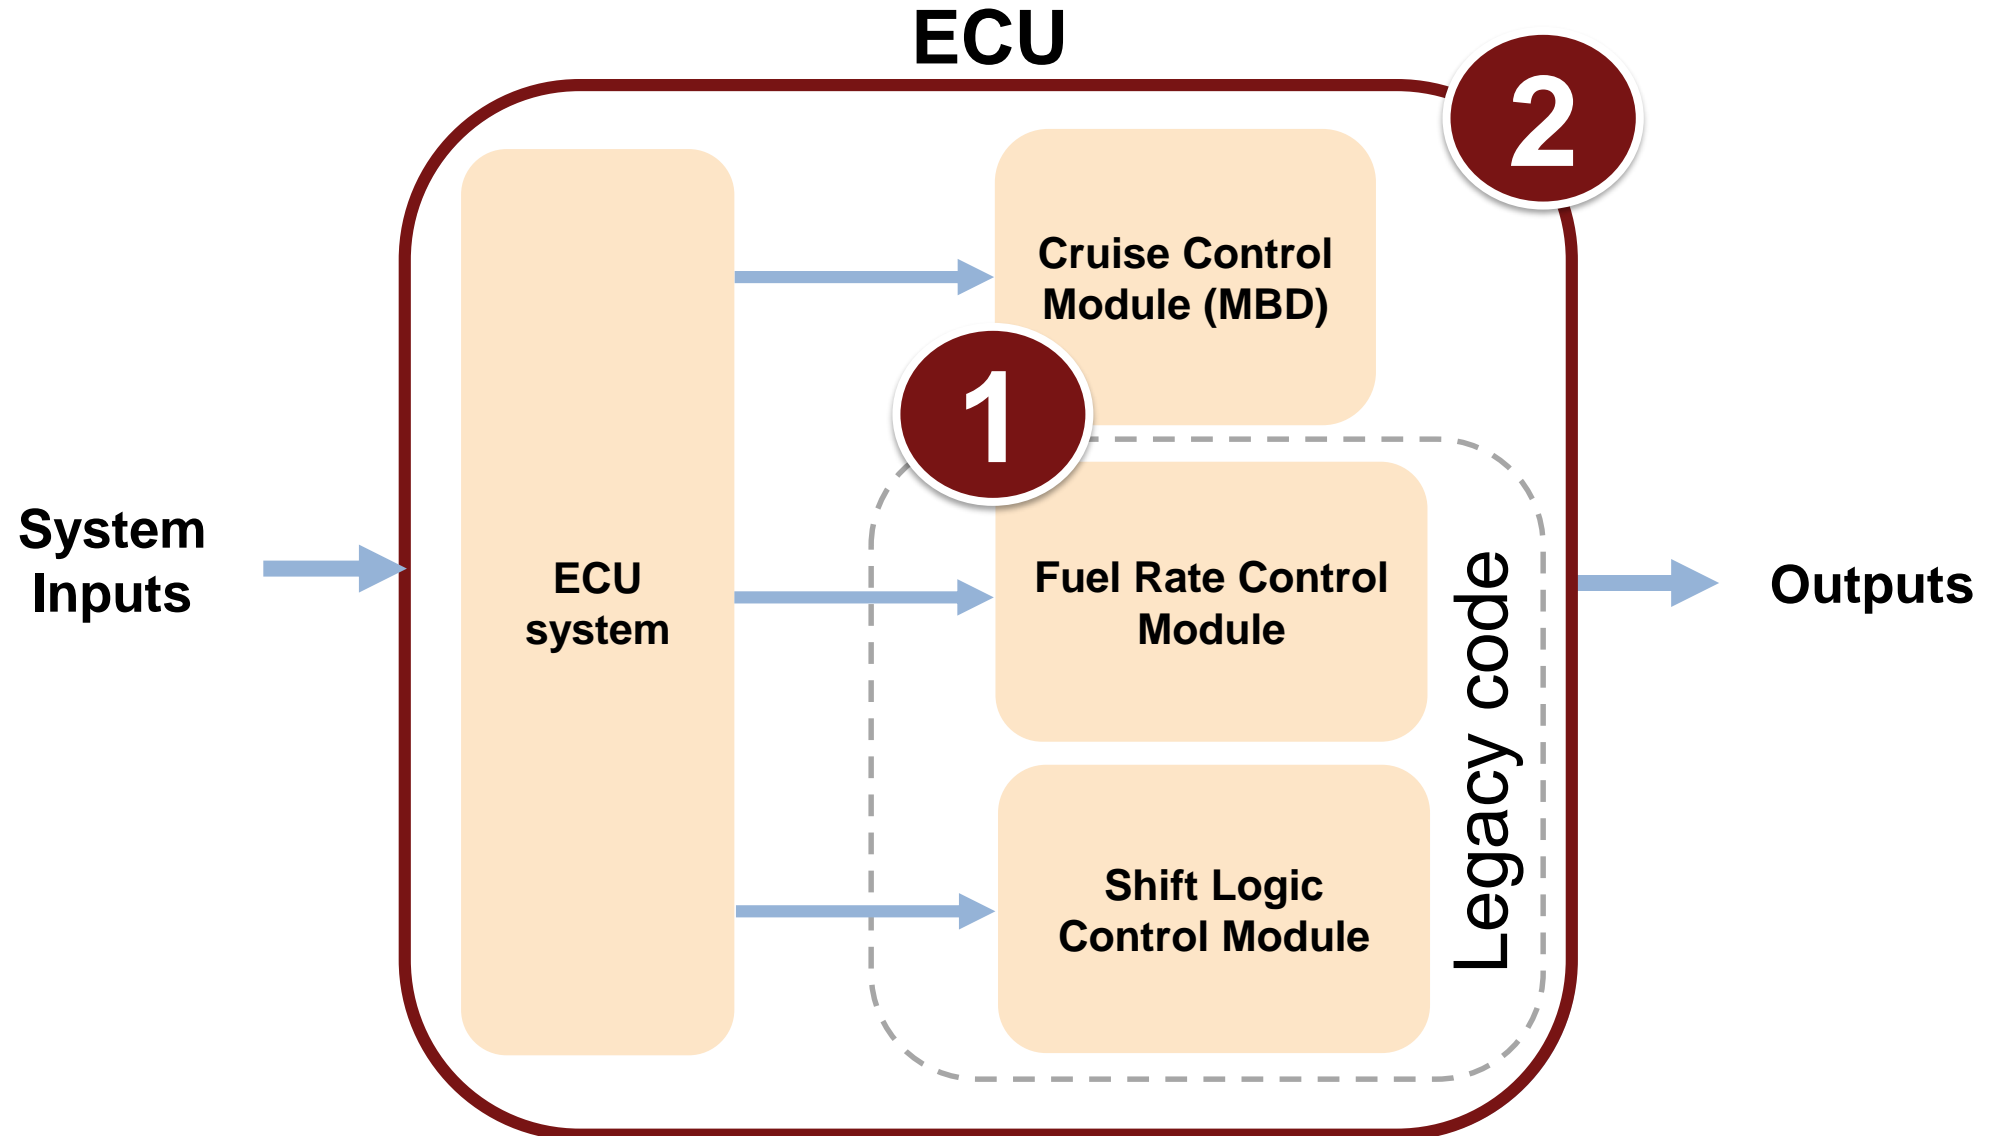 ECU
2
Cruise Control
Module (MBD)
1
System
Inputs
ECU
system
Fuel Rate Control
Module
Legacy code
Outputs
Shift Logic
Control Module